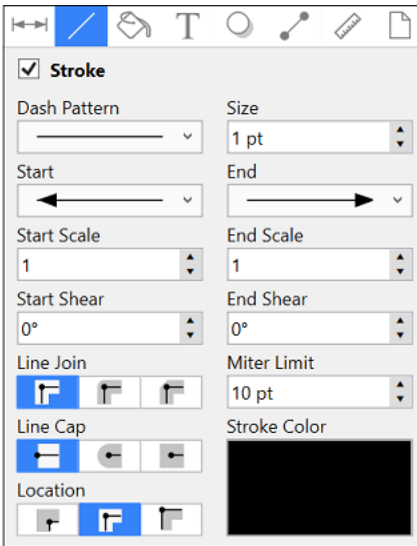 T
Stroke
Dash Pattern Size
1 pt
Start End
Start Scale End Scale
1 1
Start Shear End Shear
0° 0°
Line Join Miter Limit
10 pt
Line Cap Stroke Color
Location